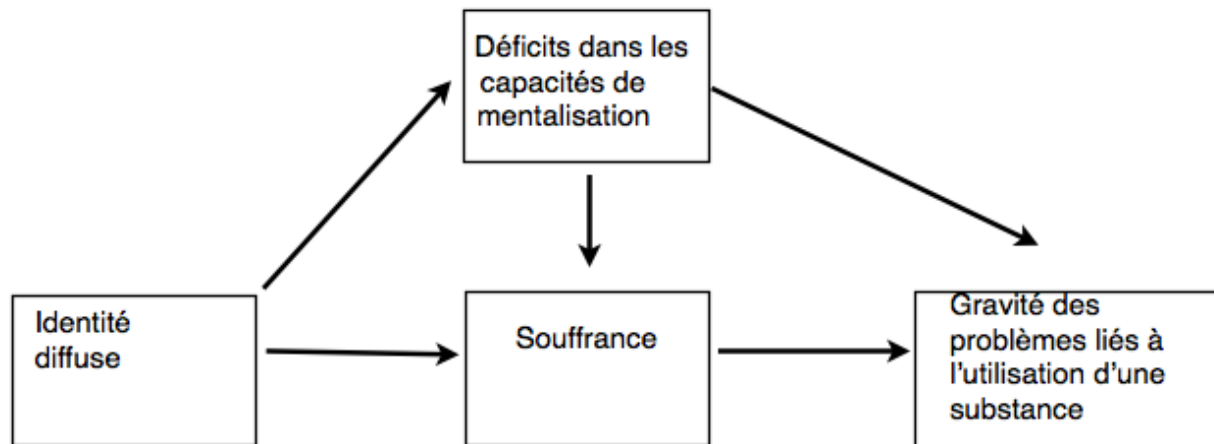 Déficits dans les
capacités de
mentalisation
Identité
diffuse
Souffrance
Gravité des
problèmes liés à
l'utilisation d'une
substance